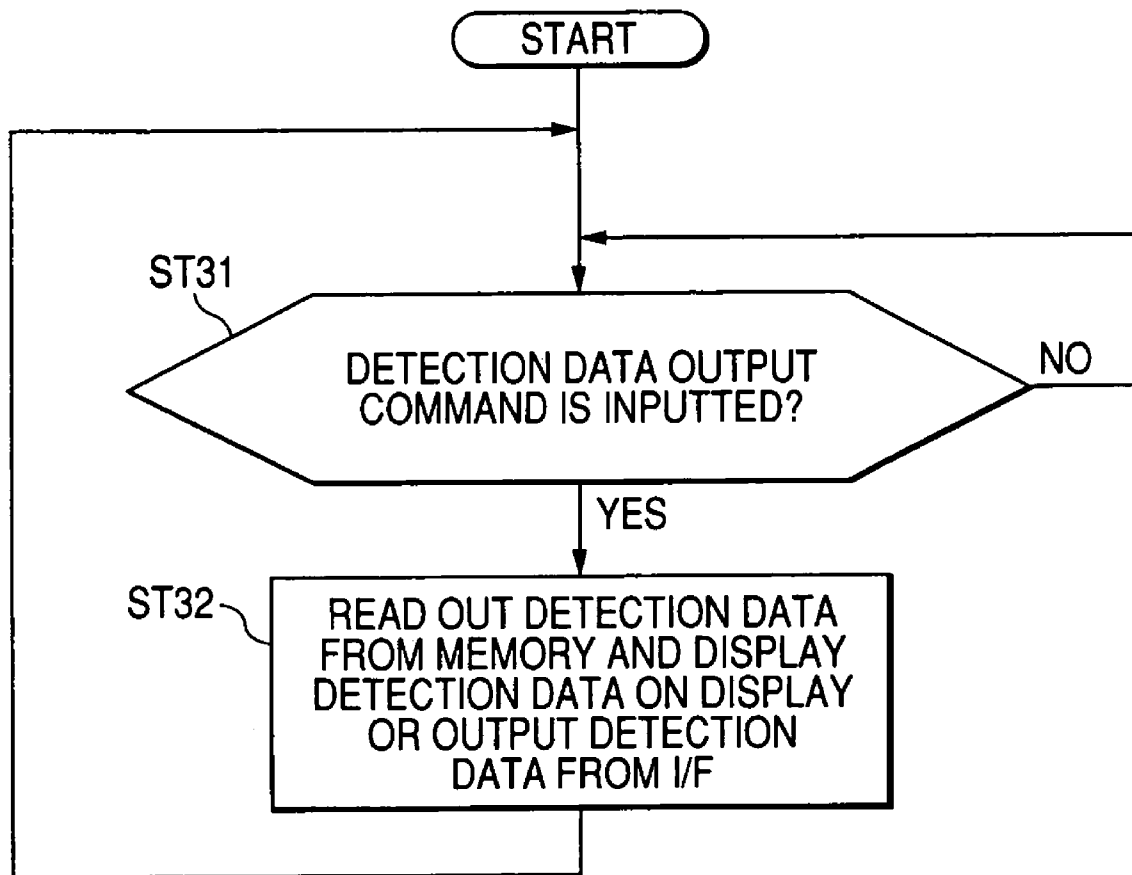 START
ST31
DETECTION DATA OUTPUT
COMMAND IS INPUTTED?
NO
YES
ST32
READ OUT DETECTION DATA
FROM MEMORY AND DISPLAY
DETECTION DATA ON DISPLAY
OR OUTPUT DETECTION
DATA FROM I/F